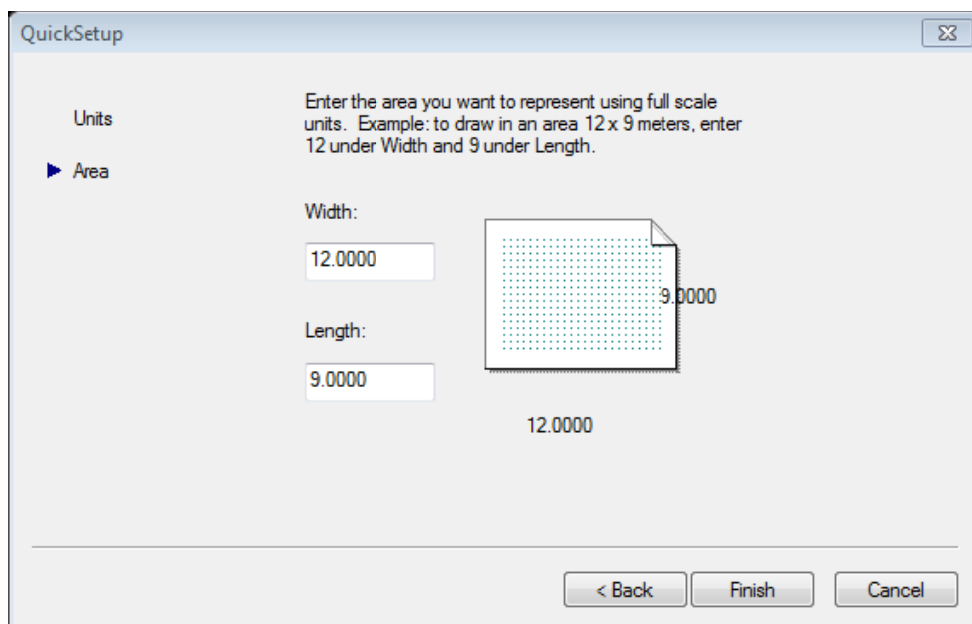 QuickSetup
Units
Area
Enter the area you want to represent using full scale
units. Example: to draw in an area 12 x 9 meters, enter
12 under Width and 9 under Length.
Width:
12.0000
9.0000
Length:
9.0000
12.0000
< Back
Finish
Cancel